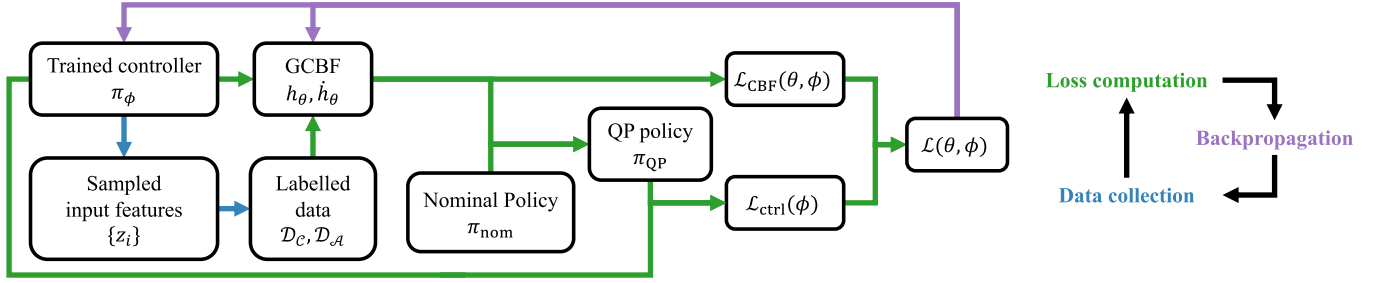 Trained controller
π_ϕ
GCBF
h_θ, ḣ_θ
Sampled
input features
{z_i}
Labelled
data
𝒟_𝒞, 𝒟_𝒜
Nominal Policy
π_nom
QP policy
π_QP
ℒ_CBF(θ, ϕ)
ℒ_ctrl(ϕ)
ℒ(θ, ϕ)
Loss computation
Backpropagation
Data collection